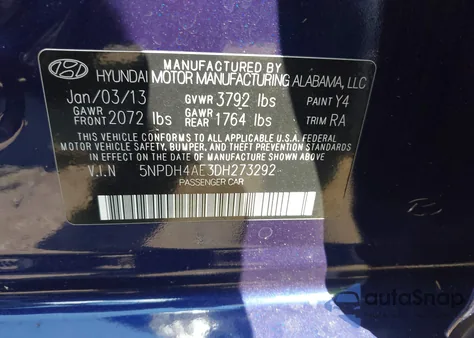 MANUFACTURED BY
HYUNDAI MOTOR MANUFACTURING ALABAMA, LLC
Jan/03/13 GVWR 3792 lbs PAINT Y4
GAWR FRONT 2072 lbs GAWR REAR 1764 lbs TRIM RA
THIS VEHICLE CONFORMS TO ALL APPLICABLE U.S.A. FEDERAL
MOTOR VEHICLE SAFETY, BUMPER, AND THEFT PREVENTION
STANDARDS IN EFFECT ON THE DATE OF MANUFACTURE SHOWN ABOVE.
V.I.N 5NPDH4AE3DH273292
PASSENGER CAR
autoSnap